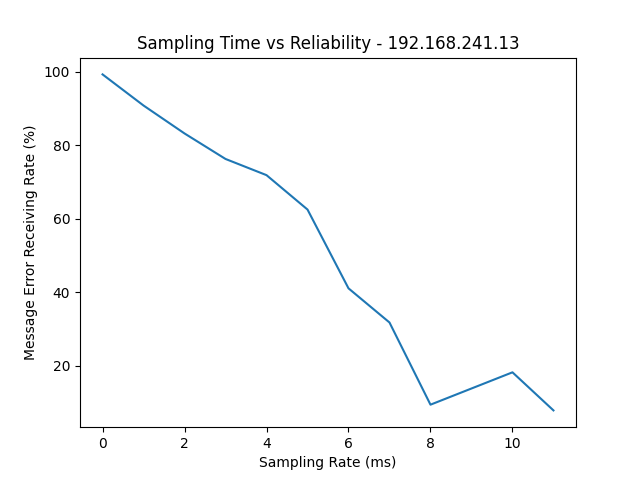 Sampling Time vs Reliability - 192.168.241.13
100
80
60
40
20
Message Error Receiving Rate (%)
0 2 4 6 8 10
Sampling Rate (ms)